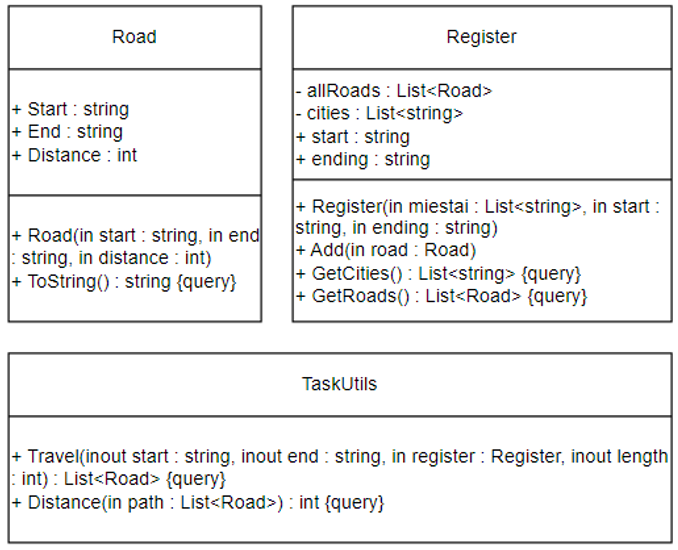 Road
+ Start : string
+ End : string
+ Distance : int
+ Road(in start : string, in end
: string, in distance : int)
+ ToString() : string {query}
Register
- allRoads : List<Road>
- cities : List<string>
+ start : string
+ ending : string
+ Register(in miestai : List<string>, in start :
string, in ending : string)
+ Add(in road : Road)
+ GetCities() : List<string> {query}
+ GetRoads() : List<Road> {query}
TaskUtils
+ Travel(inout start : string, inout end : string, in register : Register, inout length
: int) : List<Road> {query}
+ Distance(in path : List<Road>) : int {query}